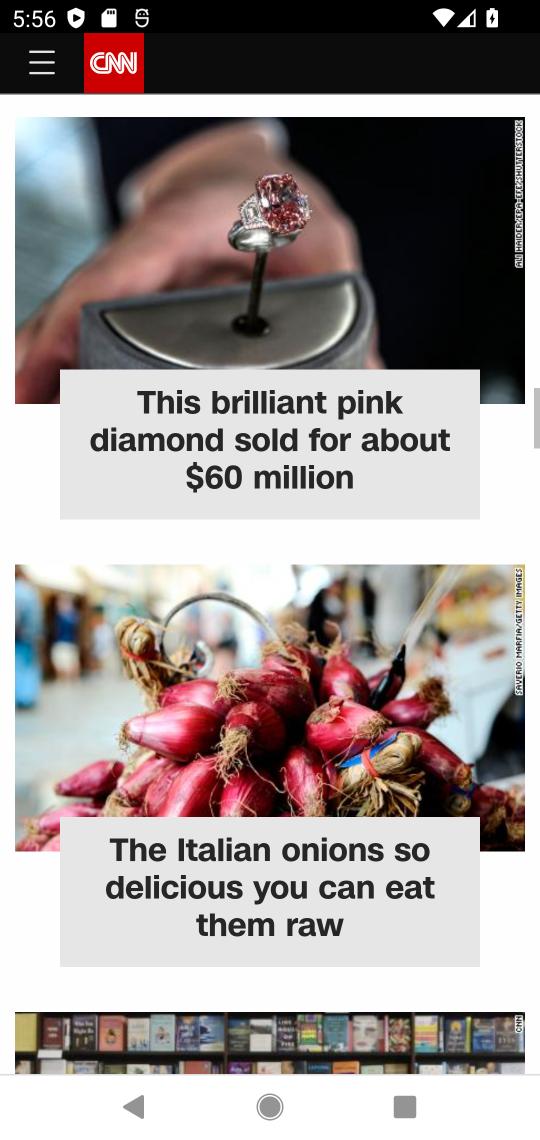 5:56
CNN
ALI HAIDER/EPA-EFE/SHUTTERSTOCK
This brilliant pink
diamond sold for about
$60 million
SAVERIO MARFIA/GETTY IMAGES
The Italian onions so
delicious you can eat
them raw
CNN